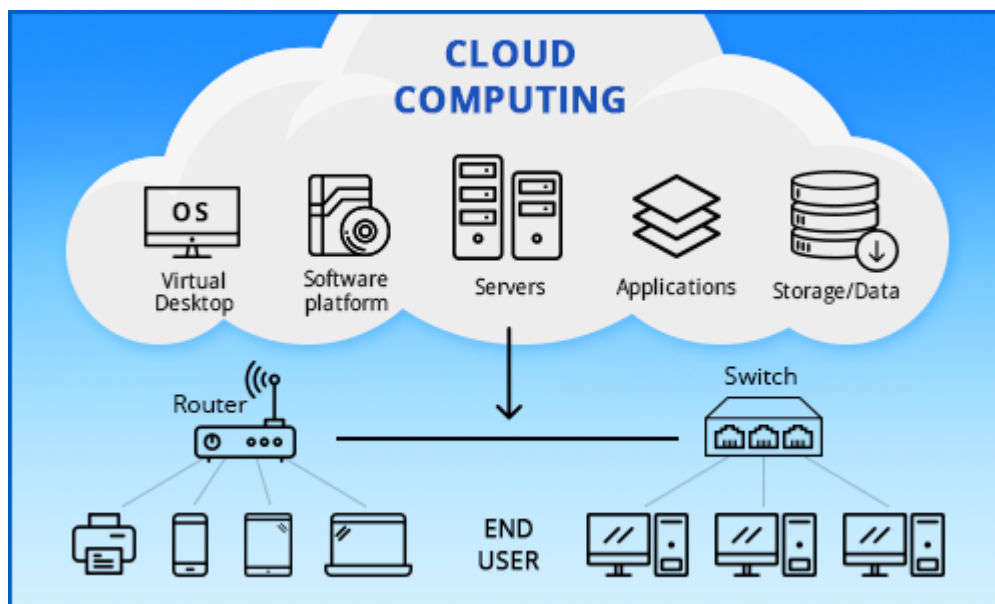 CLOUD
COMPUTING
OS
Virtual
Desktop
Software
platform
Servers
Applications
Storage/Data
Router
Switch
END
USER